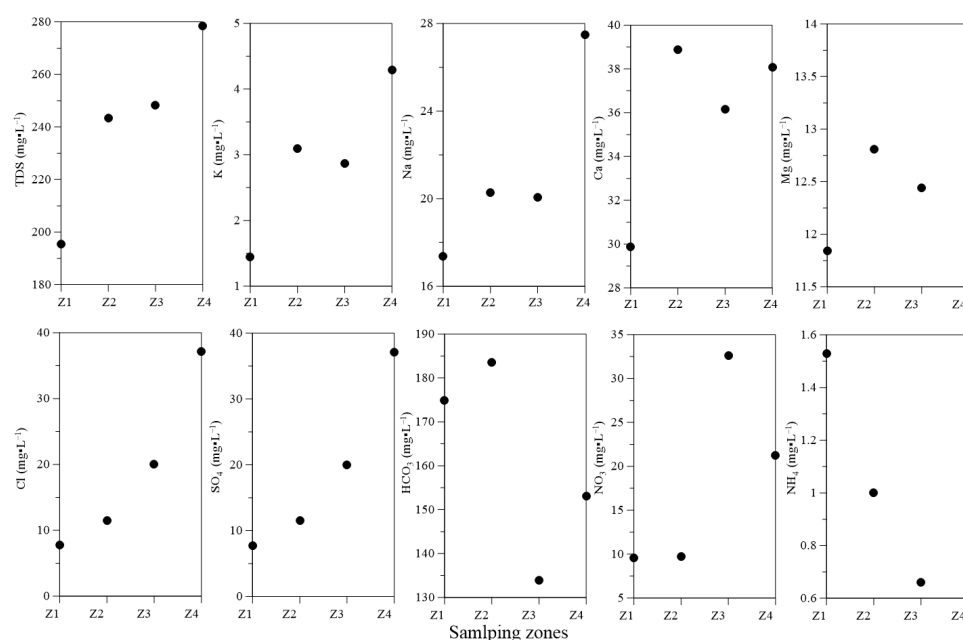 TDS (mg•L⁻¹)
280
260
240
220
200
180
Z1 Z2 Z3 Z4
K (mg•L⁻¹)
5
4
3
2
1
Z1 Z2 Z3 Z4
Na (mg•L⁻¹)
28
24
20
16
Z1 Z2 Z3 Z4
Ca (mg•L⁻¹)
40
38
36
34
32
30
28
Z1 Z2 Z3 Z4
Mg (mg•L⁻¹)
14
13.5
13
12.5
12
11.5
Z1 Z2 Z3 Z4
Cl (mg•L⁻¹)
40
30
20
10
0
Z1 Z2 Z3 Z4
SO₄ (mg•L⁻¹)
40
30
20
10
0
Z1 Z2 Z3 Z4
HCO₃ (mg•L⁻¹)
190
180
170
160
150
140
130
Z1 Z2 Z3 Z4
NO₃ (mg•L⁻¹)
35
30
25
20
15
10
5
Z1 Z2 Z3 Z4
NH₄ (mg•L⁻¹)
1.6
1.4
1.2
1
0.8
0.6
Z1 Z2 Z3 Z4
Samlping zones